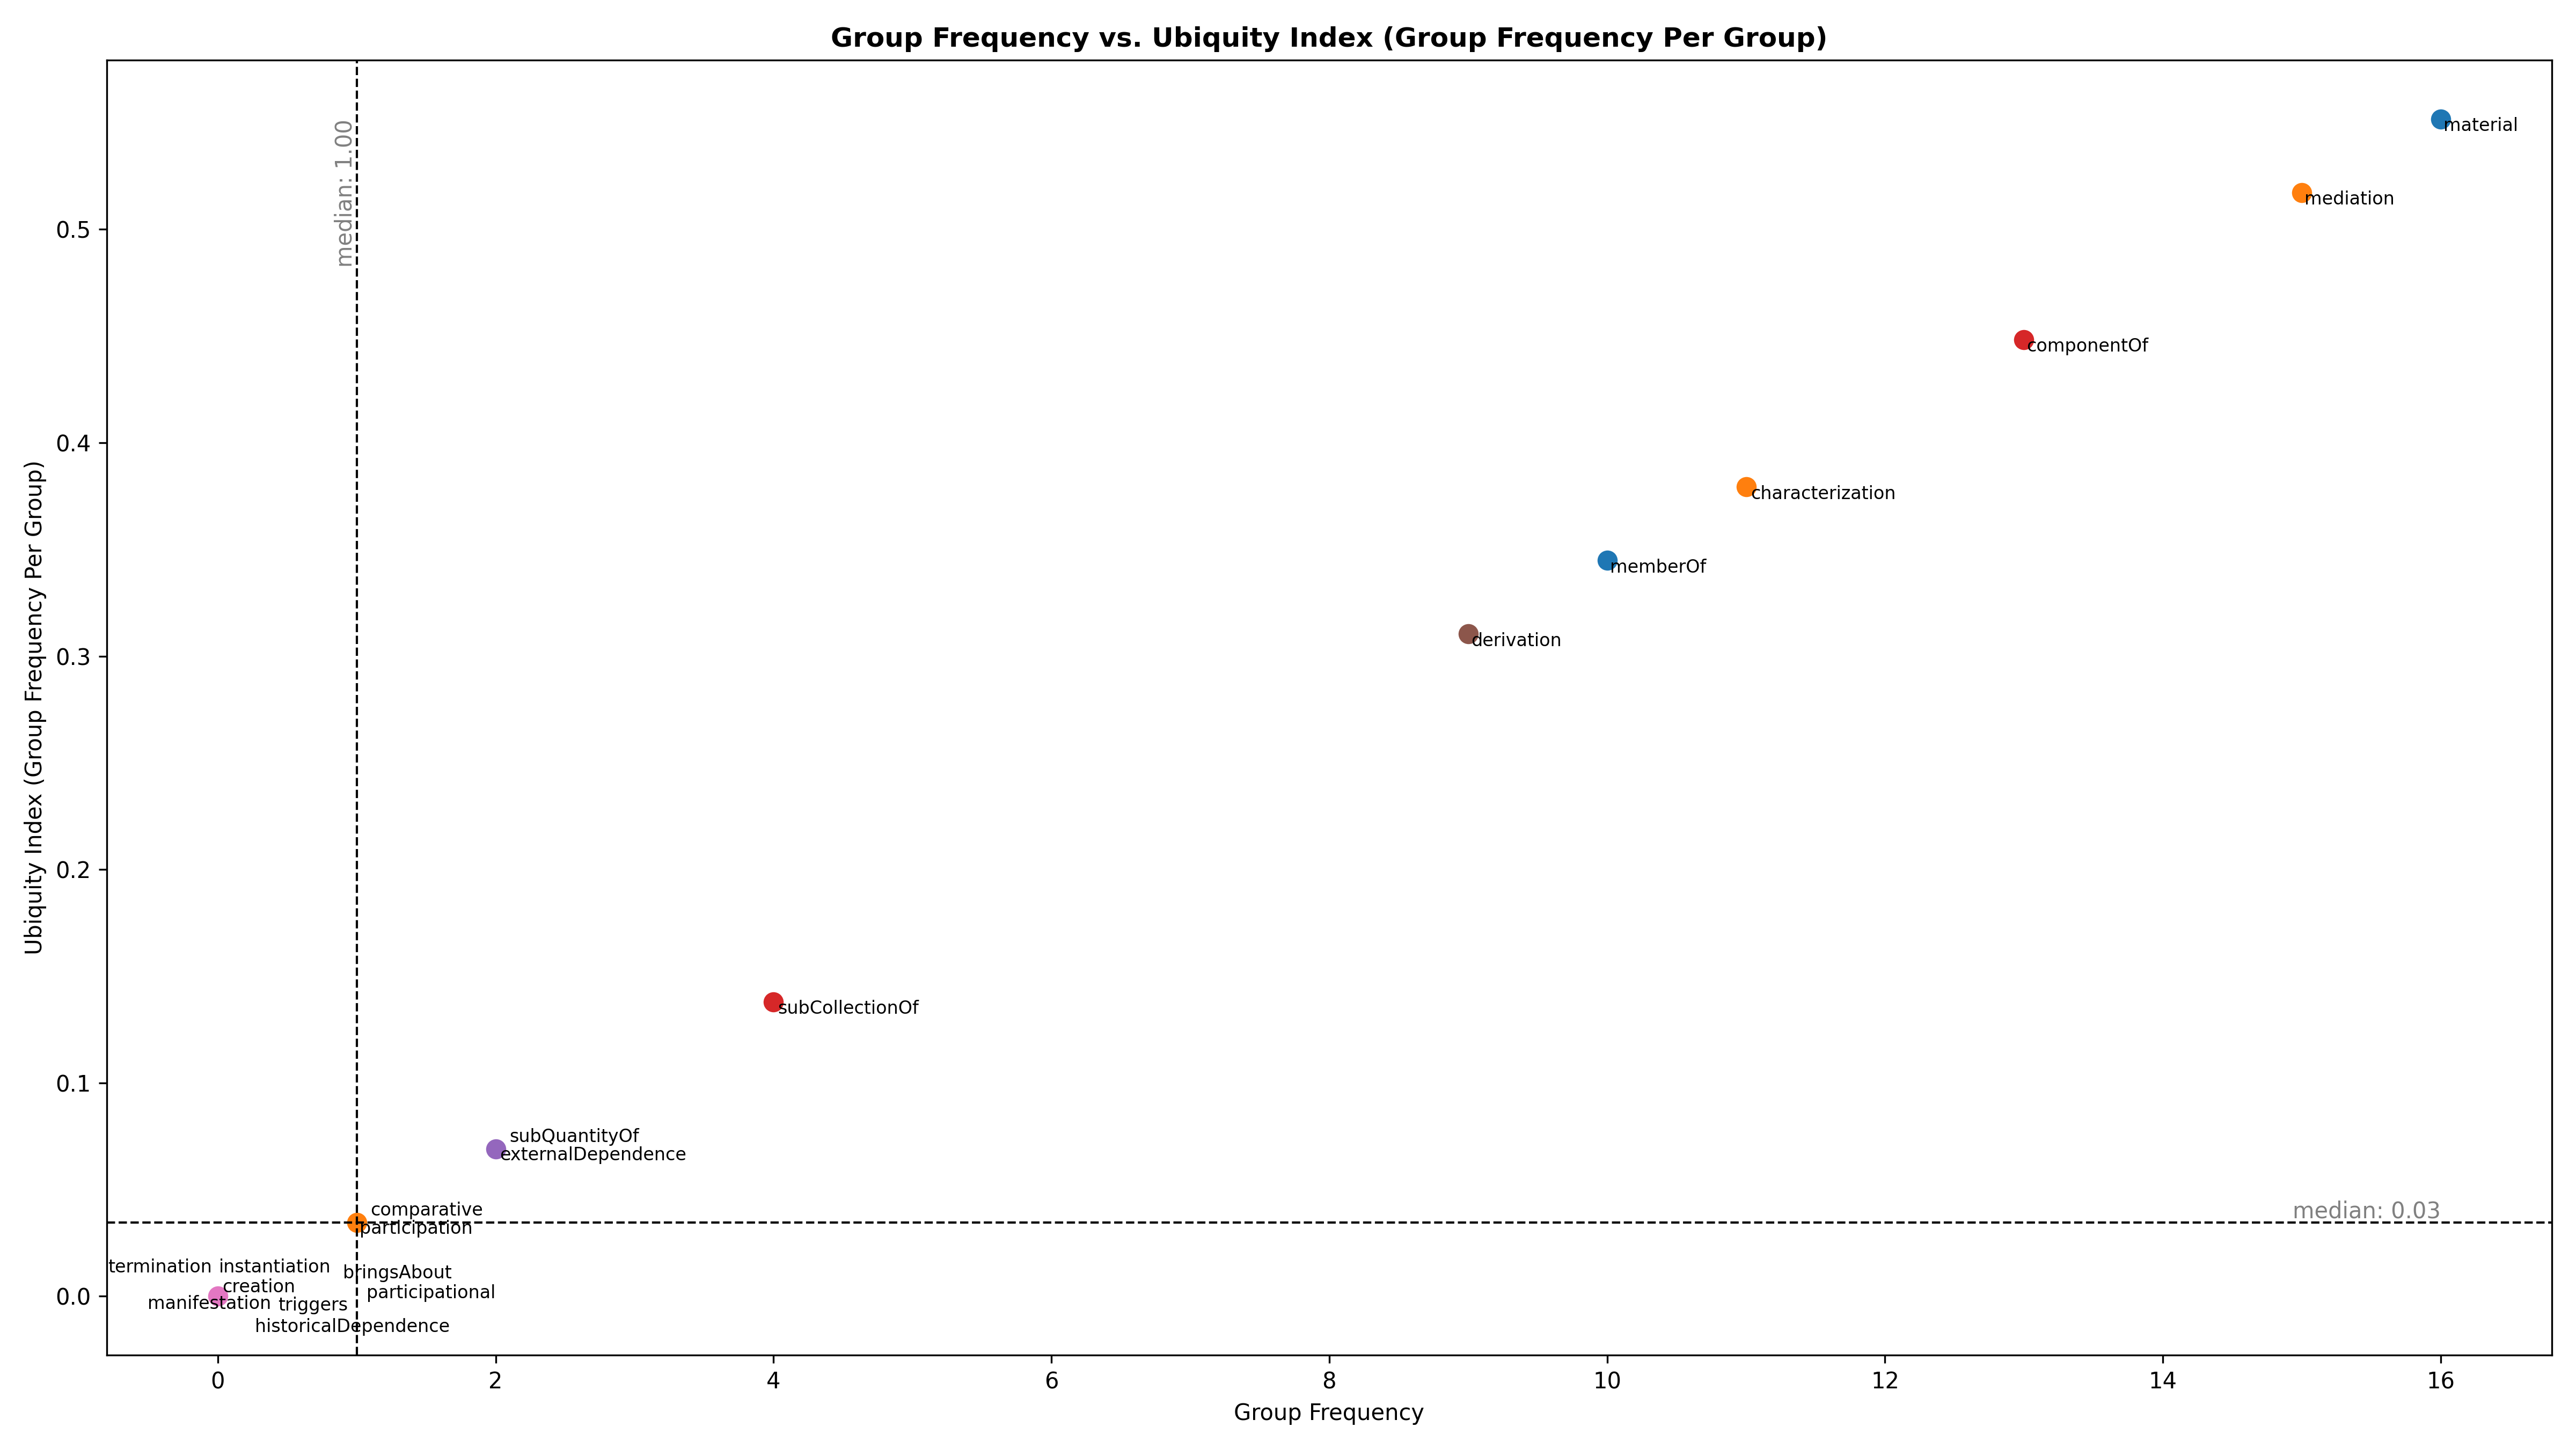 Group Frequency vs. Ubiquity Index (Group Frequency Per Group)
Ubiquity Index (Group Frequency Per Group)
0.5
0.4
0.3
0.2
0.1
0.0
median: 1.00
material
mediation
componentOf
characterization
memberOf
derivation
subCollectionOf
subQuantityOf
externalDependence
comparative
participation
median: 0.03
termination
instantiation
bringsAbout
creation
participational
manifestation
triggers
historicalDependence
0
2
4
6
8
10
12
14
16
Group Frequency